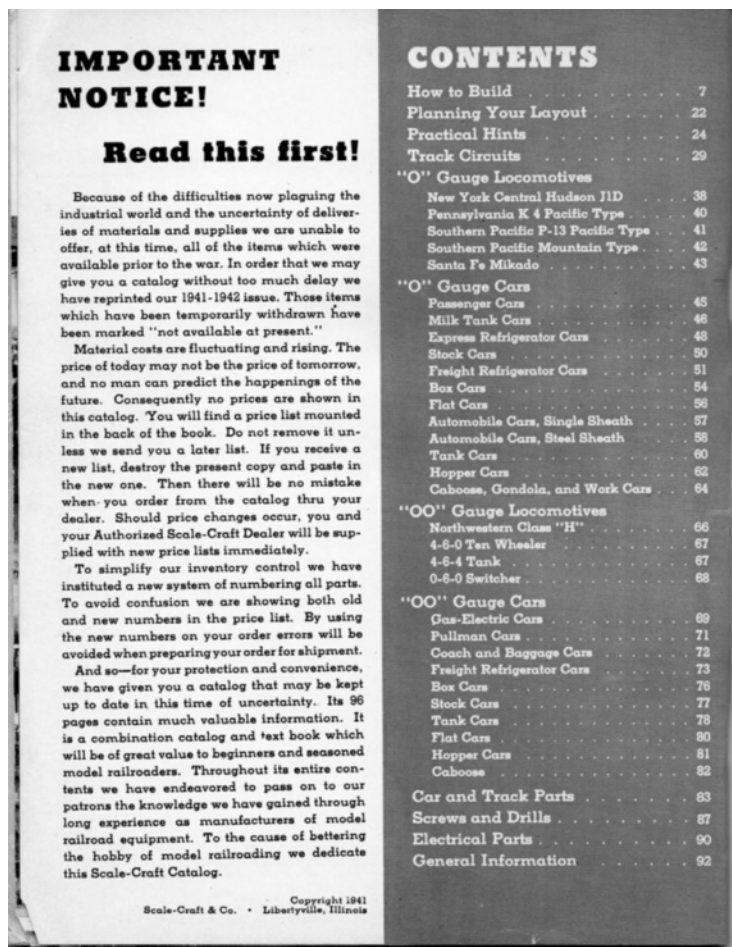 IMPORTANT
NOTICE!
Read this first!
Because of the difficulties now plaguing the
industrial world and the uncertainty of deliver-
ies of materials and supplies we are unable to
offer, at this time, all of the items which were
available prior to the war. In order that we may
give you a catalog without too much delay we
have reprinted our 1941-1942 issue. Those items
which have been temporarily withdrawn have
been marked "not available at present."
Material costs are fluctuating and rising. The
price of today may not be the price of tomorrow,
and no man can predict the happenings of the
future. Consequently no prices are shown in
this catalog. You will find a price list mounted
in the back of the book. Do not remove it un-
less we send you a later list. If you receive a
new list, destroy the present copy and paste in
the new one. Then there will be no mistake
when you order from the catalog thru your
dealer. Should price changes occur, you and
your Authorized Scale-Craft Dealer will be sup-
plied with new price lists immediately.
To simplify our inventory control we have
instituted a new system of numbering all parts.
To avoid confusion we are showing both old
and new numbers in the price list. By using
the new numbers on your order errors will be
avoided when preparing your order for shipment.
And so—for your protection and convenience,
we have given you a catalog that may be kept
up to date in this time of uncertainty. Its 96
pages contain much valuable information. It
is a combination catalog and text book which
will be of great value to beginners and seasoned
model railroaders. Throughout its entire con-
tents we have endeavored to pass on to our
patrons the knowledge we have gained through
long experience as manufacturers of model
railroad equipment. To the cause of bettering
the hobby of model railroading we dedicate
this Scale-Craft Catalog.
Copyright 1941
Scale-Craft & Co. • Libertyville, Illinois
CONTENTS
How to Build . . . . . . . . . . . 7
Planning Your Layout . . . . . . . 22
Practical Hints . . . . . . . . . 24
Track Circuits . . . . . . . . . 29
"O" Gauge Locomotives
New York Central Hudson J1D . . . . 38
Pennsylvania K 4 Pacific Type . . . . 40
Southern Pacific P-13 Pacific Type . . . 41
Southern Pacific Mountain Type . . . . 42
Santa Fe Mikado . . . . . . . . . 43
"O" Gauge Cars
Passenger Cars . . . . . . . . . 45
Milk Tank Cars . . . . . . . . . 46
Express Refrigerator Cars . . . . . . 48
Stock Cars . . . . . . . . . . . 50
Freight Refrigerator Cars . . . . . . 51
Box Cars . . . . . . . . . . . 54
Flat Cars . . . . . . . . . . . 56
Automobile Cars, Single Sheath . . . . 57
Automobile Cars, Steel Sheath . . . . 58
Tank Cars . . . . . . . . . . . 60
Hopper Cars . . . . . . . . . . 62
Caboose, Gondola, and Work Cars . . . 64
"OO" Gauge Locomotives
Northwestern Class "H" . . . . . . 66
4-6-0 Ten Wheeler . . . . . . . . 67
4-6-4 Tank . . . . . . . . . . . 67
0-6-0 Switcher . . . . . . . . . . 68
"OO" Gauge Cars
Gas-Electric Cars . . . . . . . . . 69
Pullman Cars . . . . . . . . . . 71
Coach and Baggage Cars . . . . . . 72
Freight Refrigerator Cars . . . . . . 73
Box Cars . . . . . . . . . . . 76
Stock Cars . . . . . . . . . . . 77
Tank Cars . . . . . . . . . . . 78
Flat Cars . . . . . . . . . . . 80
Hopper Cars . . . . . . . . . . 81
Caboose . . . . . . . . . . . . 82
Car and Track Parts . . . . . . . . 83
Screws and Drills . . . . . . . . . 87
Electrical Parts . . . . . . . . . . 90
General Information . . . . . . . . 92